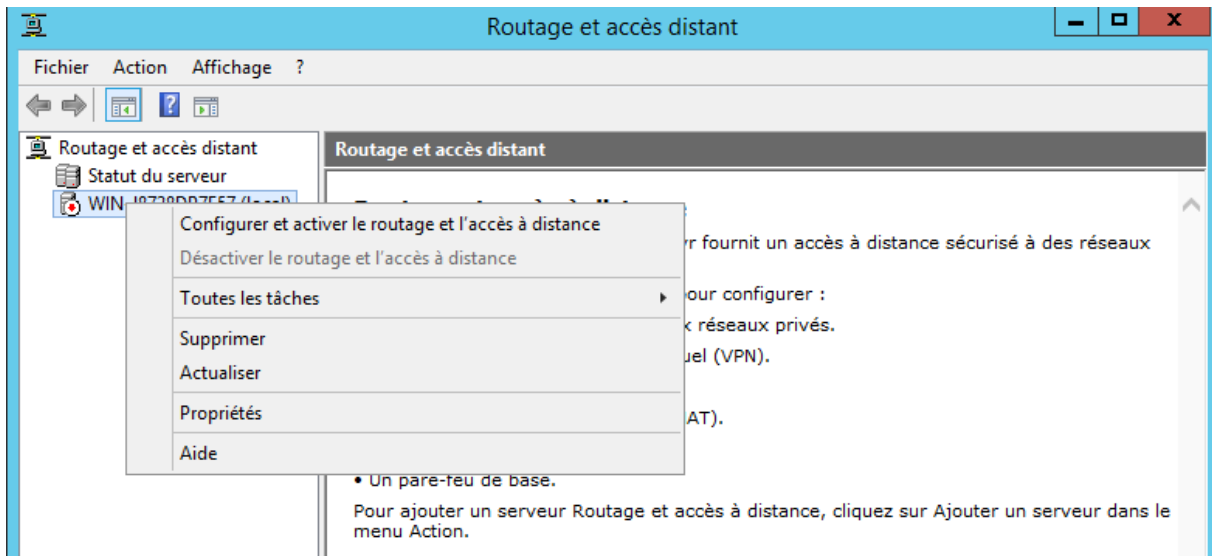 Routage et accès distant
Fichier Action Affichage ?
Routage et accès distant
Statut du serveur
(local)
Routage et accès distant
Configurer et activer le routage et l'accès à distance
Désactiver le routage et l'accès à distance
Toutes les tâches
Supprimer
Actualiser
Propriétés
Aide
fournit un accès à distance sécurisé à des réseaux
our configurer :
réseaux privés.
uel (VPN).
AT).
• Un pare-feu de base.
Pour ajouter un serveur Routage et accès à distance, cliquez sur Ajouter un serveur dans le
menu Action.